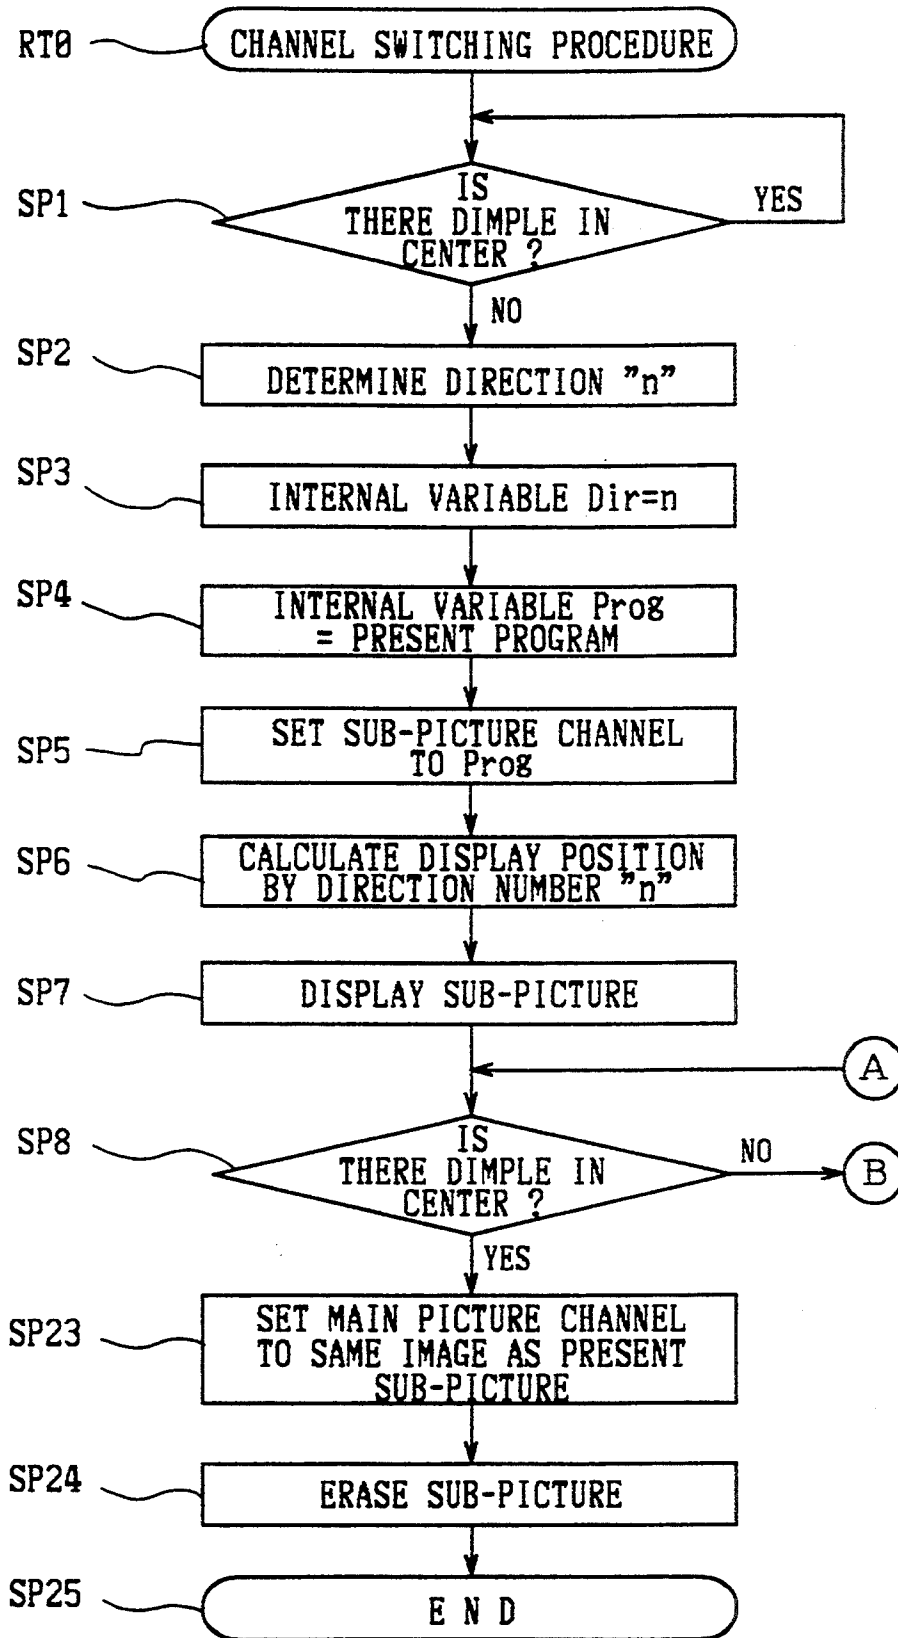 RT0
CHANNEL SWITCHING PROCEDURE
SP1
IS
THERE DIMPLE IN
CENTER ?
YES
NO
SP2
DETERMINE DIRECTION "n"
SP3
INTERNAL VARIABLE Dir=n
SP4
INTERNAL VARIABLE Prog
= PRESENT PROGRAM
SP5
SET SUB-PICTURE CHANNEL
TO Prog
SP6
CALCULATE DISPLAY POSITION
BY DIRECTION NUMBER "n"
SP7
DISPLAY SUB-PICTURE
A
SP8
IS
THERE DIMPLE IN
CENTER ?
NO
B
YES
SP23
SET MAIN PICTURE CHANNEL
TO SAME IMAGE AS PRESENT
SUB-PICTURE
SP24
ERASE SUB-PICTURE
SP25
E N D